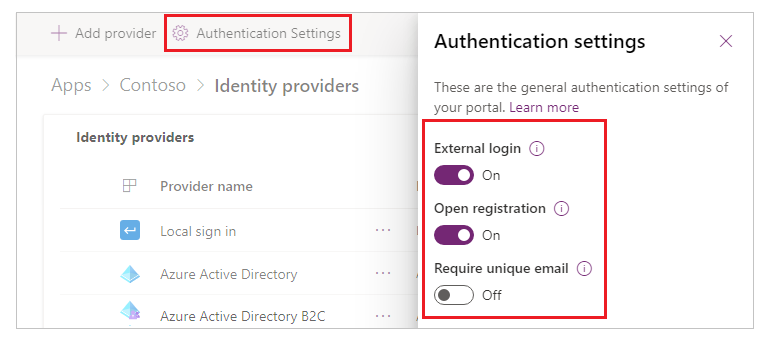 Add provider
Authentication Settings
Apps > Contoso > Identity providers
Identity providers
Provider name
Local sign in
Azure Active Directory
Azure Active Directory B2C
Authentication settings
These are the general authentication settings of
your portal. Learn more
External login
On
Open registration
On
Require unique email
Off